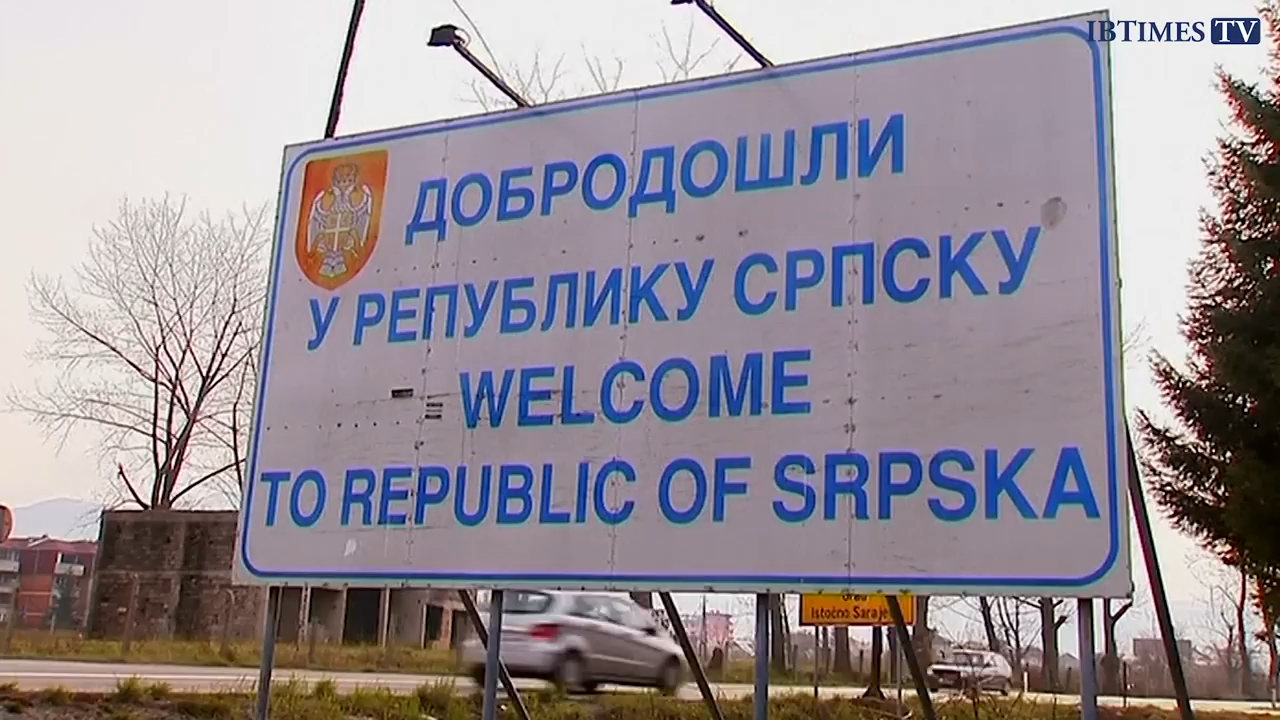 IBTIMES TV
ДОБРОДОШЛИ
У РЕПУБЛИКУ СРПСКУ
WELCOME
TO REPUBLIC OF SRPSKA
Istočno Sarajevo